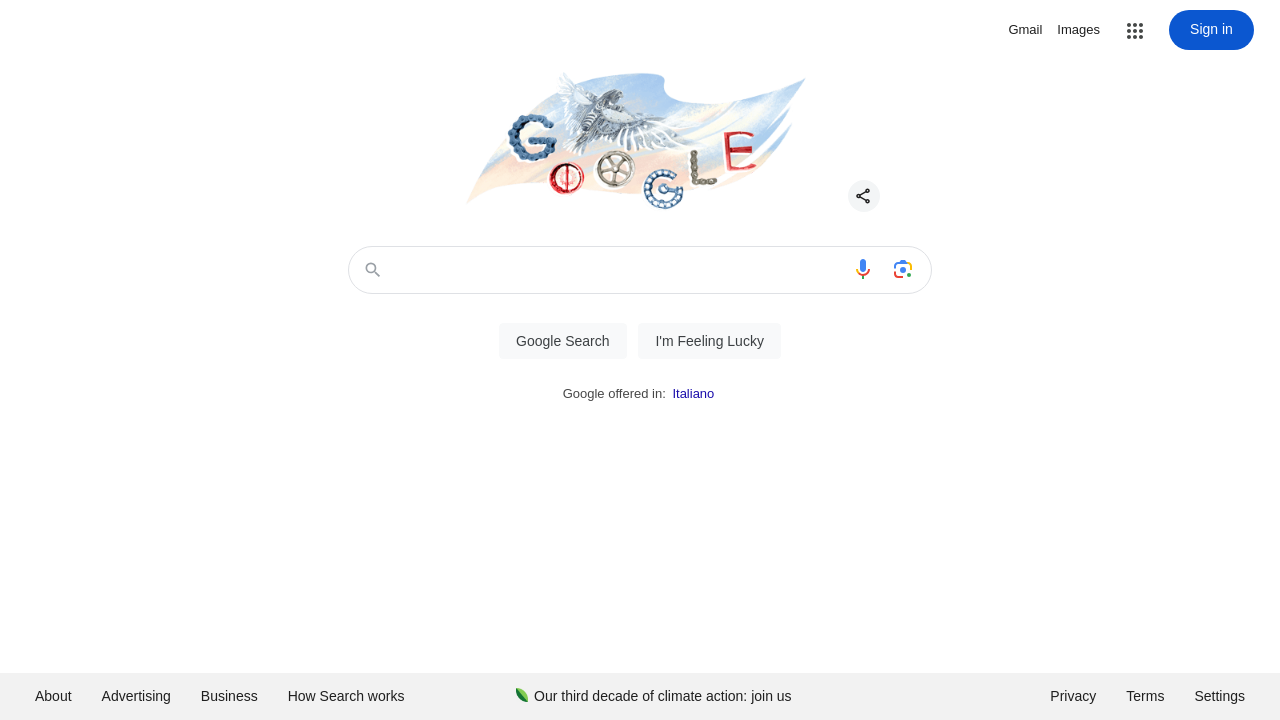 Gmail Images Sign in
GOOGLE
Google Search I'm Feeling Lucky
Google offered in: Italiano
About Advertising Business How Search works Our third decade of climate action: join us Privacy Terms Settings